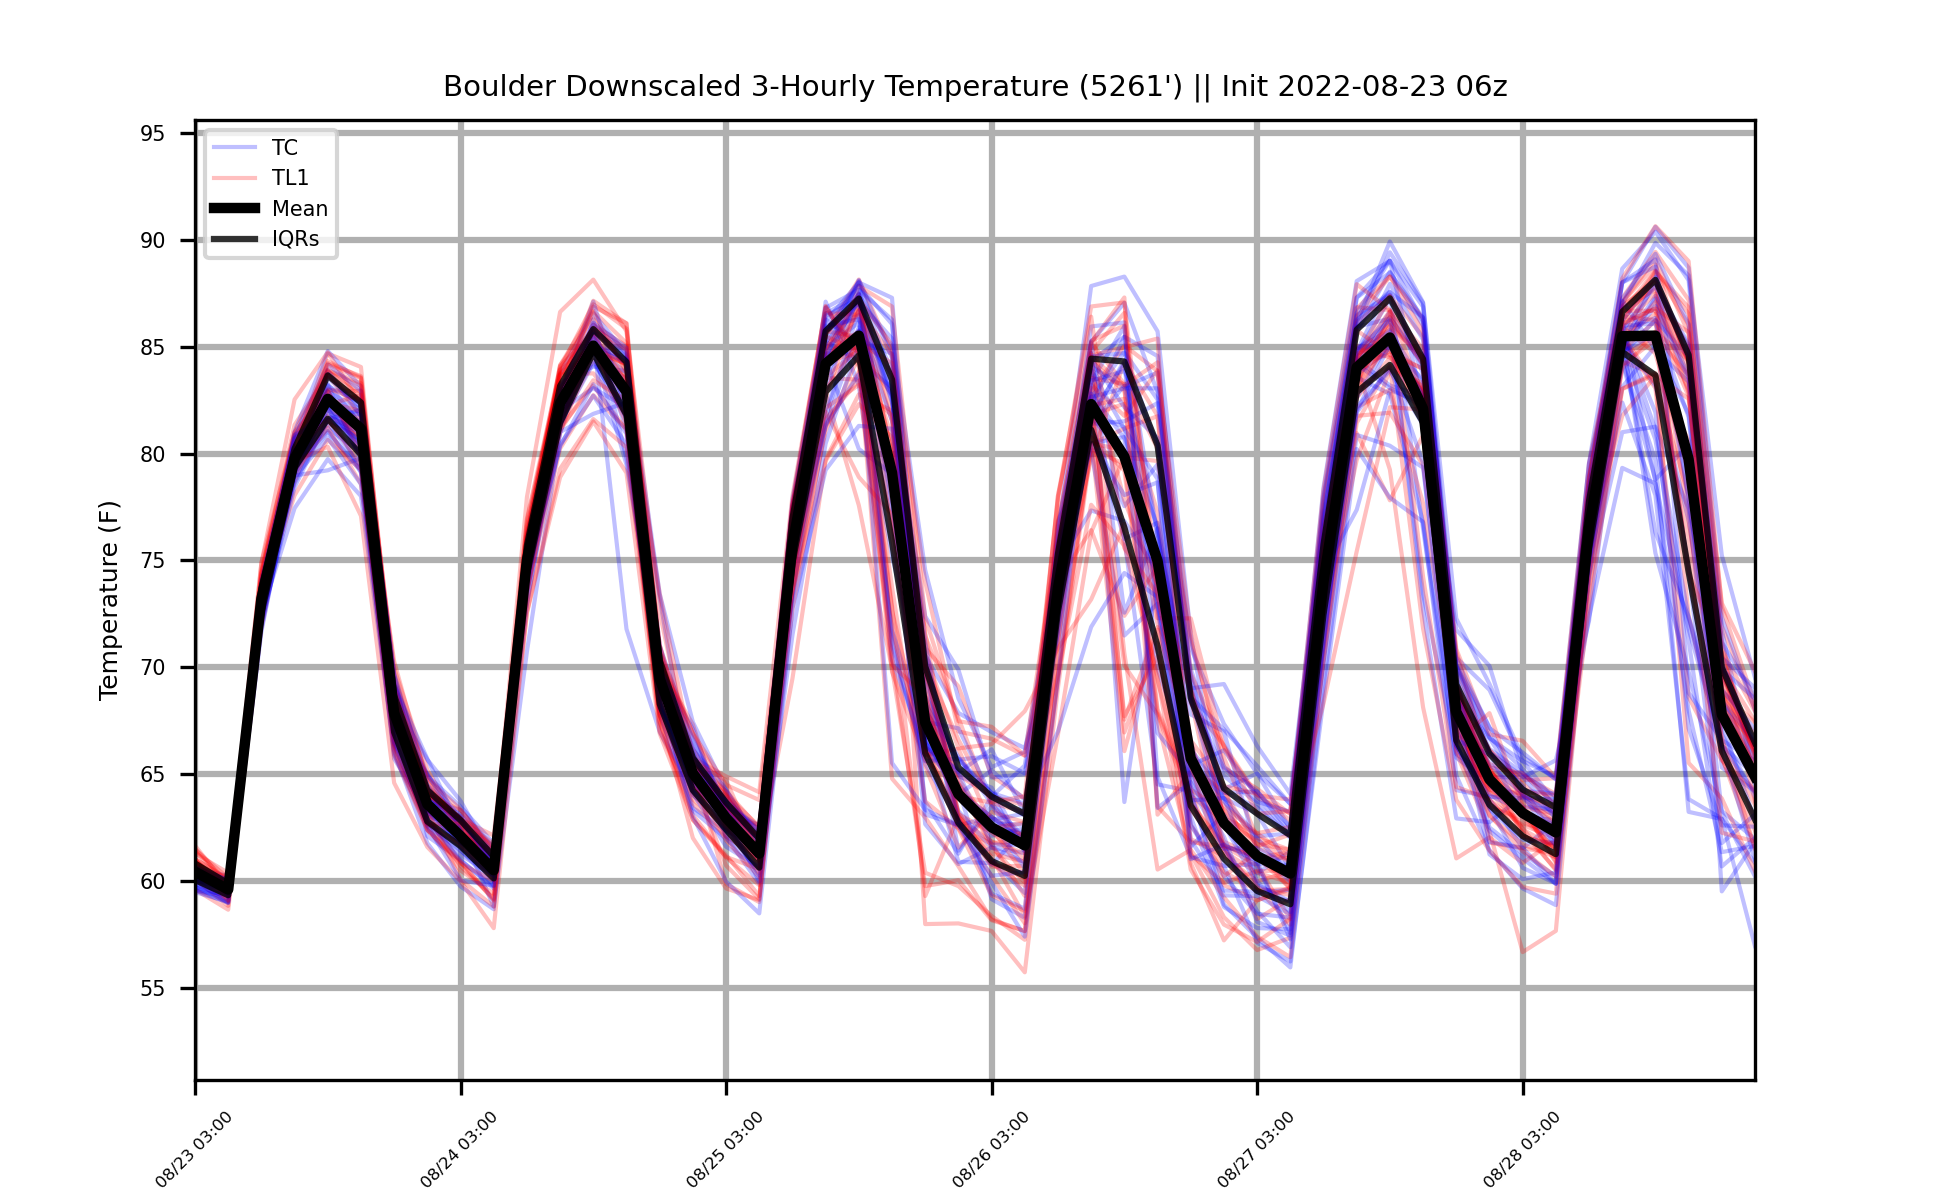 Boulder Downscaled 3-Hourly Temperature (5261') || Init 2022-08-23 06z
TC
TL1
Mean
IQRs
Temperature (F)
95
90
85
80
75
70
65
60
55
08/23 03:00
08/24 03:00
08/25 03:00
08/26 03:00
08/27 03:00
08/28 03:00